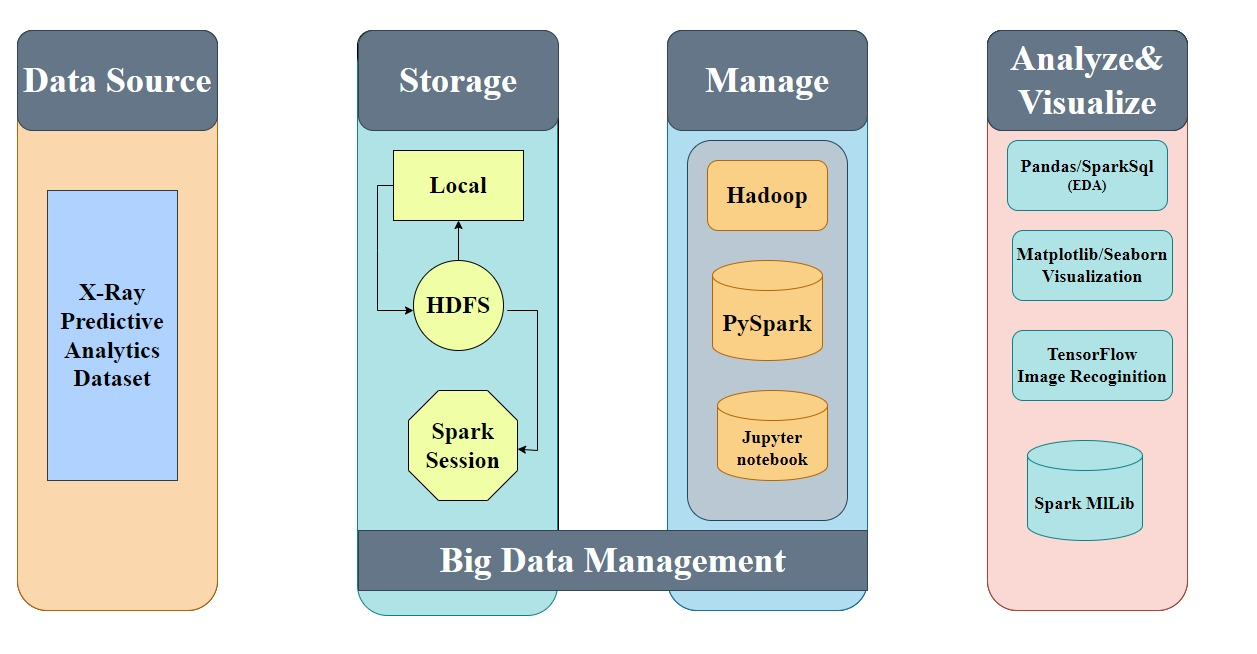 Data Source
X-Ray
Predictive
Analytics
Dataset
Storage
Local
HDFS
Spark
Session
Manage
Hadoop
PySpark
Jupyter
notebook
Big Data Management
Analyze&
Visualize
Pandas/SparkSql
(EDA)
Matplotlib/Seaborn
Visualization
TensorFlow
Image Recoginition
Spark MlLib